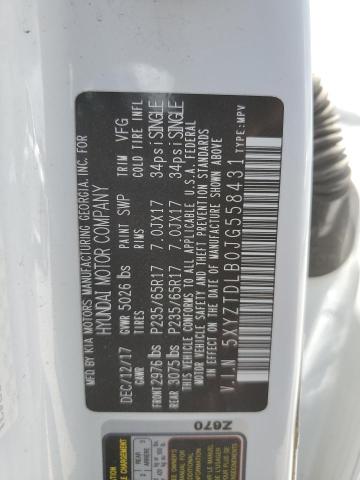 MFD.BY KIA MOTORS MANUFACTURING GEORGIA,INC.FOR
HYUNDAI MOTOR COMPANY
DEC/12/17 GVWR 5026 lbs PAINT SWP TRIM VFG
GAWR TIRES RIMS COLD TIRE INFL
FRONT 2976 lbs P235/65R17 7.0JX17 34psi SINGLE
REAR 3075 lbs P235/65R17 7.0JX17 34psi SINGLE
THIS VEHICLE CONFORMS TO ALL APPLICABLE U.S.A. FEDERAL
MOTOR VEHICLE SAFETY, BUMPER AND THEFT PREVENTION STANDARDS
IN EFFECT ON THE DATE OF MANUFACTURE SHOWN ABOVE.
V.I.N 5XYZTDLB0JG558431 TYPE:MPV
Z670